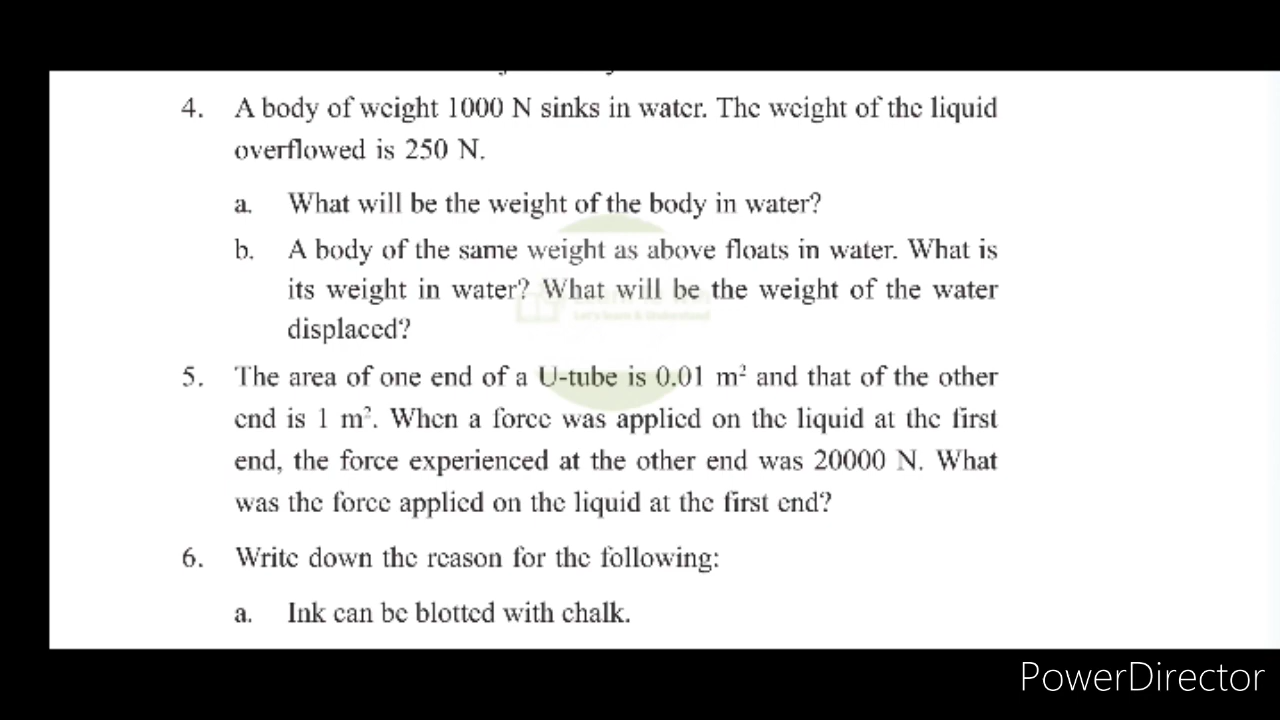 4. A body of weight 1000 N sinks in water. The weight of the liquid
overflowed is 250 N.
a. What will be the weight of the body in water?
b. A body of the same weight as above floats in water. What is
its weight in water? What will be the weight of the water
displaced?
5. The area of one end of a U-tube is 0.01 m² and that of the other
end is 1 m². When a force was applied on the liquid at the first
end, the force experienced at the other end was 20000 N. What
was the force applied on the liquid at the first end?
6. Write down the reason for the following:
a. Ink can be blotted with chalk.
PowerDirector